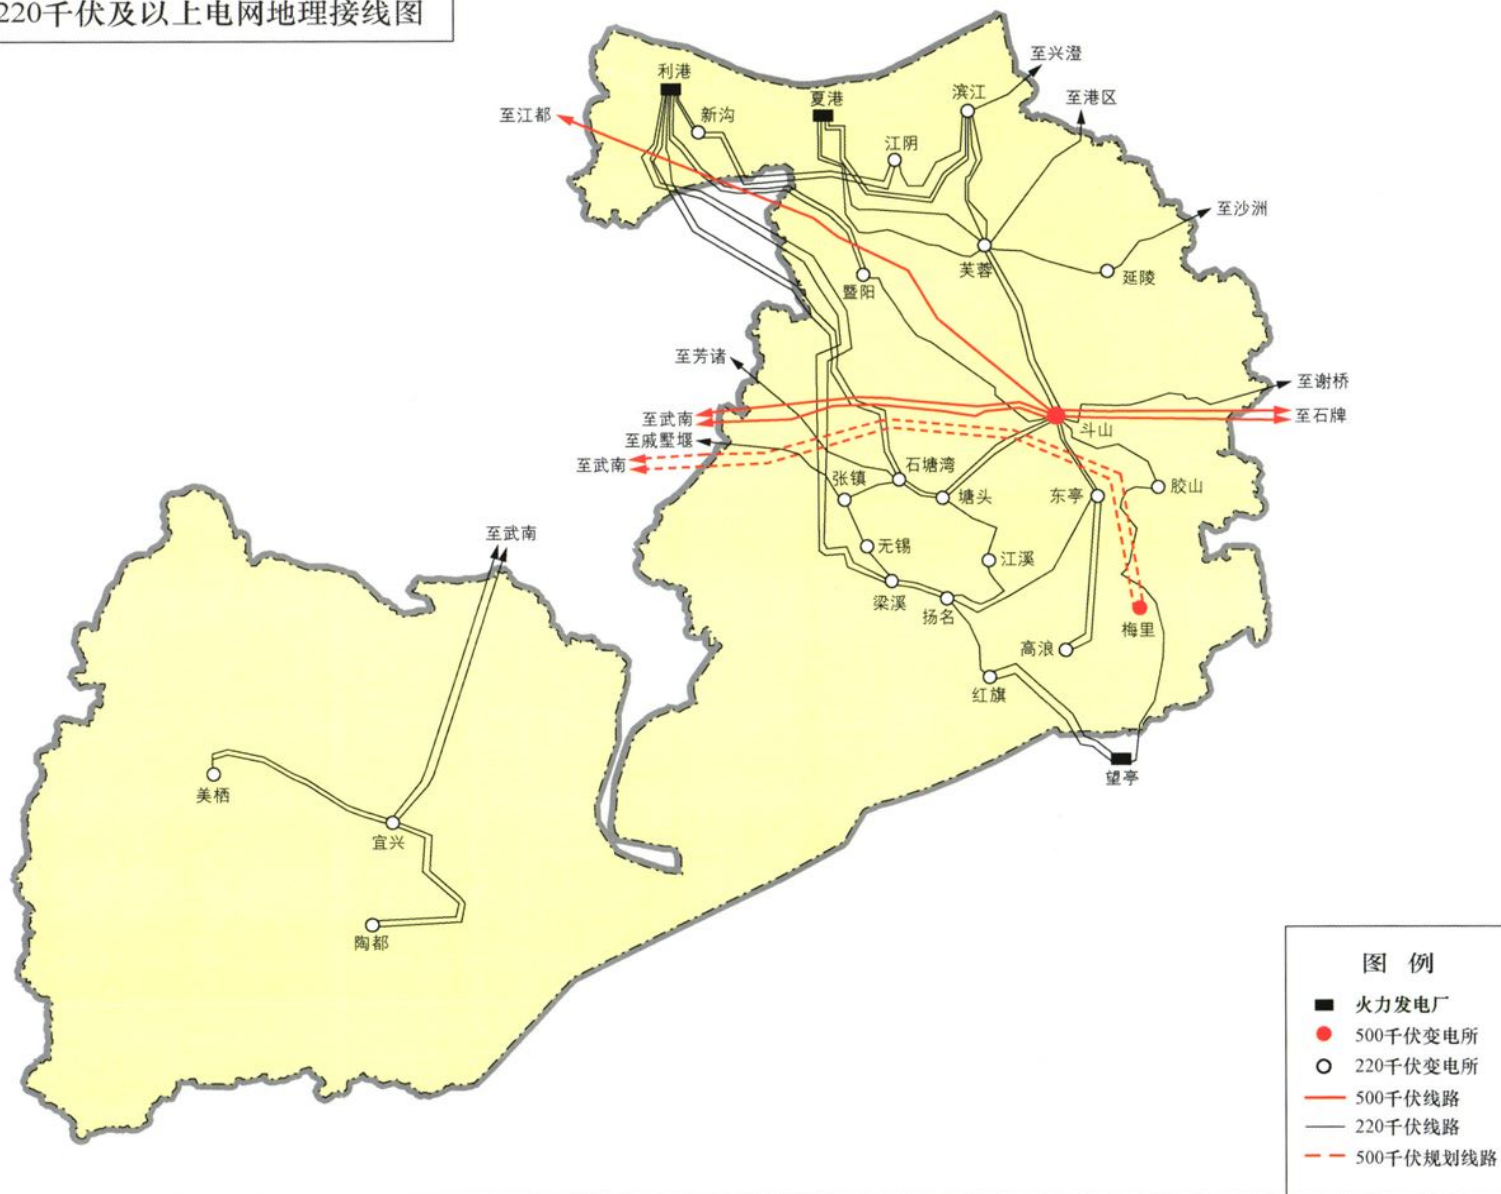 220千伏及以上电网地理接线图
至兴澄
利港
夏港
滨江
至港区
至江都
新沟
江阴
至沙洲
芙蓉
延陵
暨阳
至芳诸
至谢桥
至武南
至石牌
斗山
至戚墅堰
至武南
石塘湾
张镇
塘头
东亭
胶山
至武南
无锡
江溪
梁溪
扬名
梅里
高浪
红旗
望亭
美栖
宜兴
陶都
图 例
火力发电厂
500千伏变电所
220千伏变电所
500千伏线路
220千伏线路
500千伏规划线路